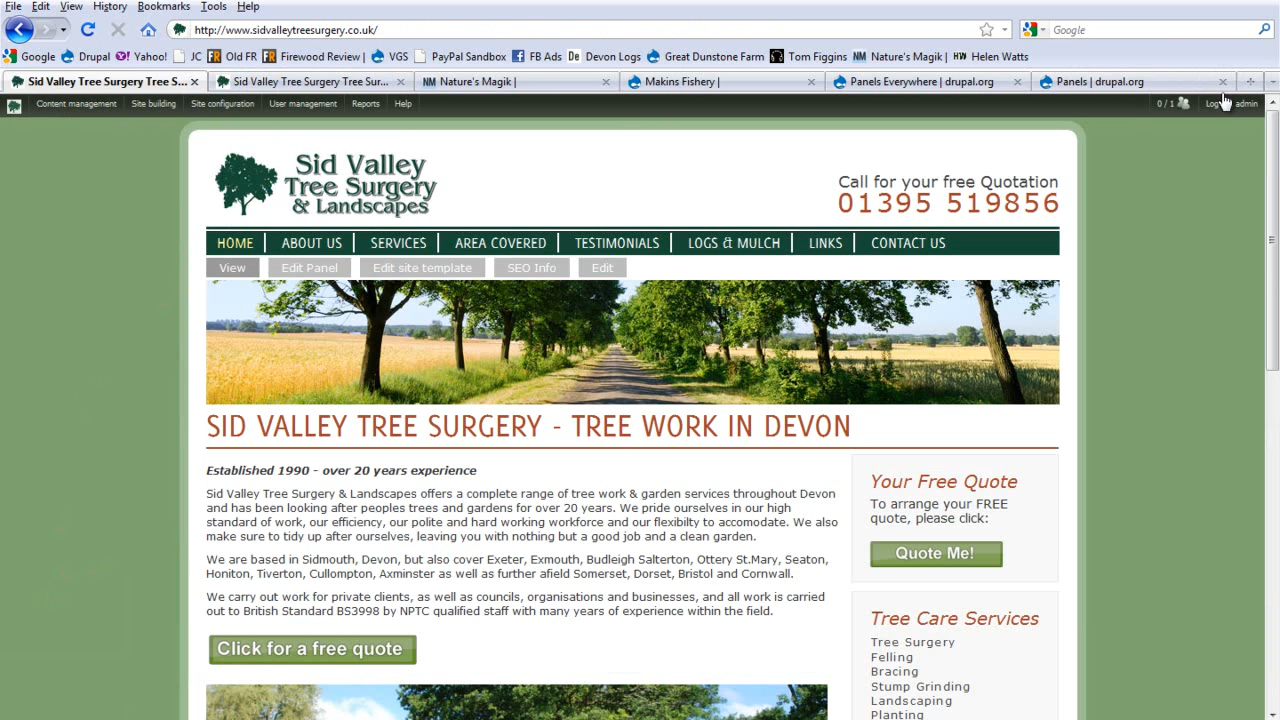 File Edit View History Bookmarks Tools Help
http://www.sidvalleytreesurgery.co.uk/ Google
Google Drupal Yahoo! JC Old FR Firewood Review | VGS PayPal Sandbox FB Ads Devon Logs Great Dunstone Farm Tom Figgins Nature's Magik | Helen Watts
Sid Valley Tree Surgery Tree S... Sid Valley Tree Surgery Tree Sur... Nature's Magik | Makins Fishery | Panels Everywhere | drupal.org Panels | drupal.org
Content management Site building Site configuration User management Reports Help 0 / 1 Log admin
Sid Valley
Tree Surgery
& Landscapes
Call for your free Quotation
01395 519856
HOME ABOUT US SERVICES AREA COVERED TESTIMONIALS LOGS & MULCH LINKS CONTACT US
View Edit Panel Edit site template SEO Info Edit
SID VALLEY TREE SURGERY - TREE WORK IN DEVON
Established 1990 - over 20 years experience
Sid Valley Tree Surgery & Landscapes offers a complete range of tree work & garden services throughout Devon
and has been looking after peoples trees and gardens for over 20 years. We pride ourselves in our high
standard of work, our efficiency, our polite and hard working workforce and our flexibilty to accomodate. We also
make sure to tidy up after ourselves, leaving you with nothing but a good job and a clean garden.
We are based in Sidmouth, Devon, but also cover Exeter, Exmouth, Budleigh Salterton, Ottery St.Mary, Seaton,
Honiton, Tiverton, Cullompton, Axminster as well as further afield Somerset, Dorset, Bristol and Cornwall.
We carry out work for private clients, as well as councils, organisations and businesses, and all work is carried
out to British Standard BS3998 by NPTC qualified staff with many years of experience within the field.
Click for a free quote
Your Free Quote
To arrange your FREE
quote, please click:
Quote Me!
Tree Care Services
Tree Surgery
Felling
Bracing
Stump Grinding
Landscaping
Planting